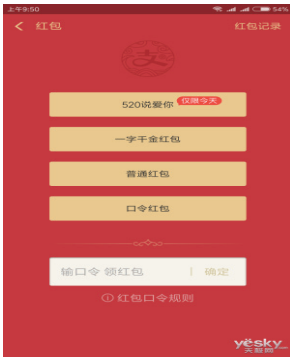 上午9:50
54%
红包
红包记录
支
520说爱你
仅限今天
一字千金红包
普通红包
口令红包
输口令 领红包
确定
红包口令规则
yesky
天极网